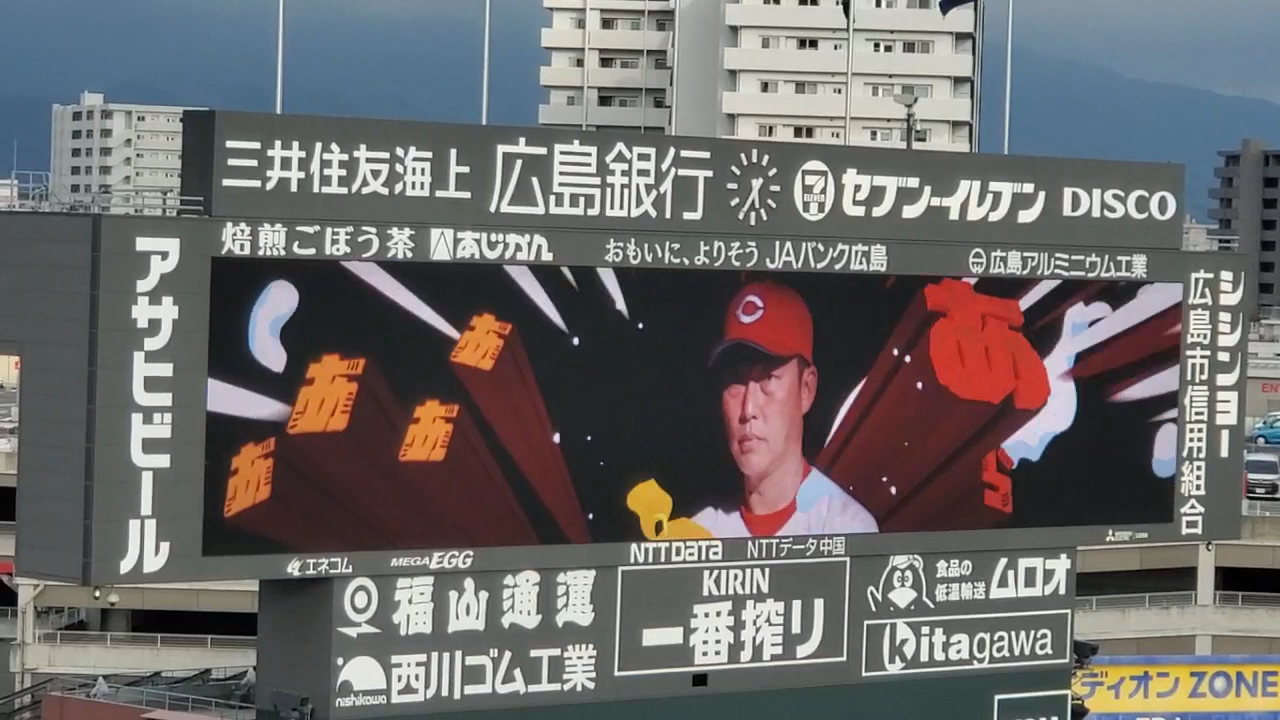 三井住友海上 広島銀行 7 ELEVEN セブン-イレブン DISCO
焙煎ごぼう茶 あじかん おもいに、よりそう JAバンク広島 広島アルミニウム工業
アサヒビール
C
シシンヨー
広島市信用組合
エネコム MEGA EGG NTT DATA NTTデータ中国
福山通運
KIRIN
一番搾り
食品の
低温輸送 ムロオ
nishikawa 西川ゴム工業
kitagawa
ディオン ZONE